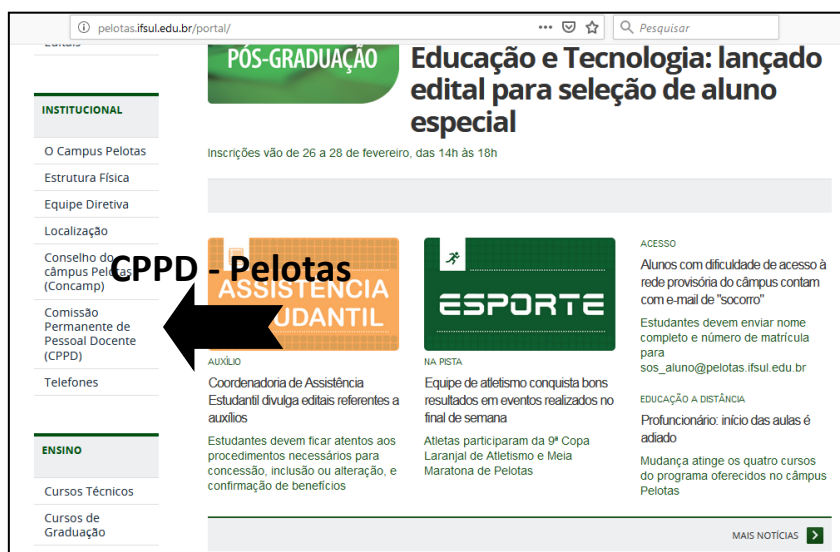 pelotas.ifsul.edu.br/portal/
Pesquisar
PÓS-GRADUAÇÃO
Educação e Tecnologia: lançado
edital para seleção de aluno
especial
Inscrições vão de 26 a 28 de fevereiro, das 14h às 18h
INSTITUCIONAL
O Campus Pelotas
Estrutura Física
Equipe Diretiva
Localização
Conselho do
câmpus Pelotas
(Concamp)
Comissão
Permanente de
Pessoal Docente
(CPPD)
Telefones
ENSINO
Cursos Técnicos
Cursos de
Graduação
CPPD - Pelotas
ASSISTÊNCIA
UDANTIL
AUXÍLIO
Coordenadoria de Assistência
Estudantil divulga editais referentes a
auxílios
Estudantes devem ficar atentos aos
procedimentos necessários para
concessão, inclusão ou alteração, e
confirmação de benefícios
ESPORTE
NA PISTA
Equipe de atletismo conquista bons
resultados em eventos realizados no
final de semana
Atletas participaram da 9ª Copa
Laranjal de Atletismo e Meia
Maratona de Pelotas
ACESSO
Alunos com dificuldade de acesso à
rede provisória do câmpus contam
com e-mail de "socorro"
Estudantes devem enviar nome
completo e número de matrícula
para
sos_aluno@pelotas.ifsul.edu.br
EDUCAÇÃO A DISTÂNCIA
Profuncionário: início das aulas é
adiado
Mudança atinge os quatro cursos
do programa oferecidos no câmpus
Pelotas
MAIS NOTÍCIAS